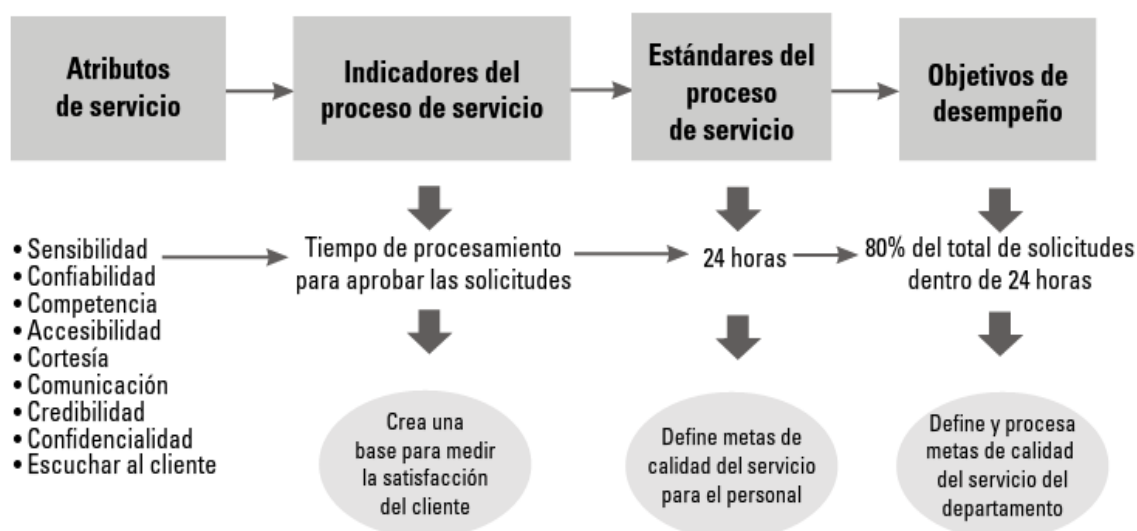 Atributos
de servicio
Indicadores del
proceso de servicio
Estándares del
proceso
de servicio
Objetivos de
desempeño
• Sensibilidad
• Confiabilidad
• Competencia
• Accesibilidad
• Cortesía
• Comunicación
• Credibilidad
• Confidencialidad
• Escuchar al cliente
Tiempo de procesamiento
para aprobar las solicitudes
24 horas
80% del total de solicitudes
dentro de 24 horas
Crea una
base para medir
la satisfacción
del cliente
Define metas de
calidad del servicio
para el personal
Define y procesa
metas de calidad
del servicio del
departamento